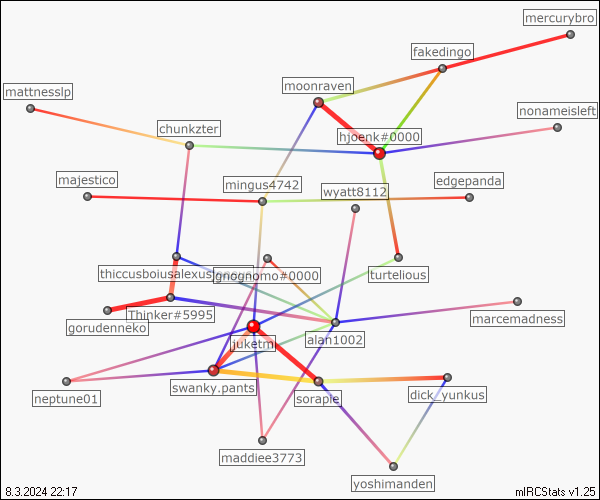 mercurybro
fakedingo
moonraven
mattnesslp
nonameisleft
chunkzter
hjoenk#0000
majestico
mingus4742
wyatt8112
edgepanda
thiccusboiusalexus
gnognomo#0000
turtelious
gorudenneko
Thinker#5995
marcemadness
juketm
alan1002
swanky.pants
neptune01
sorapie
dick_yunkus
maddiee3773
yoshimanden
8.3.2024 22:17
mIRCStats v1.25